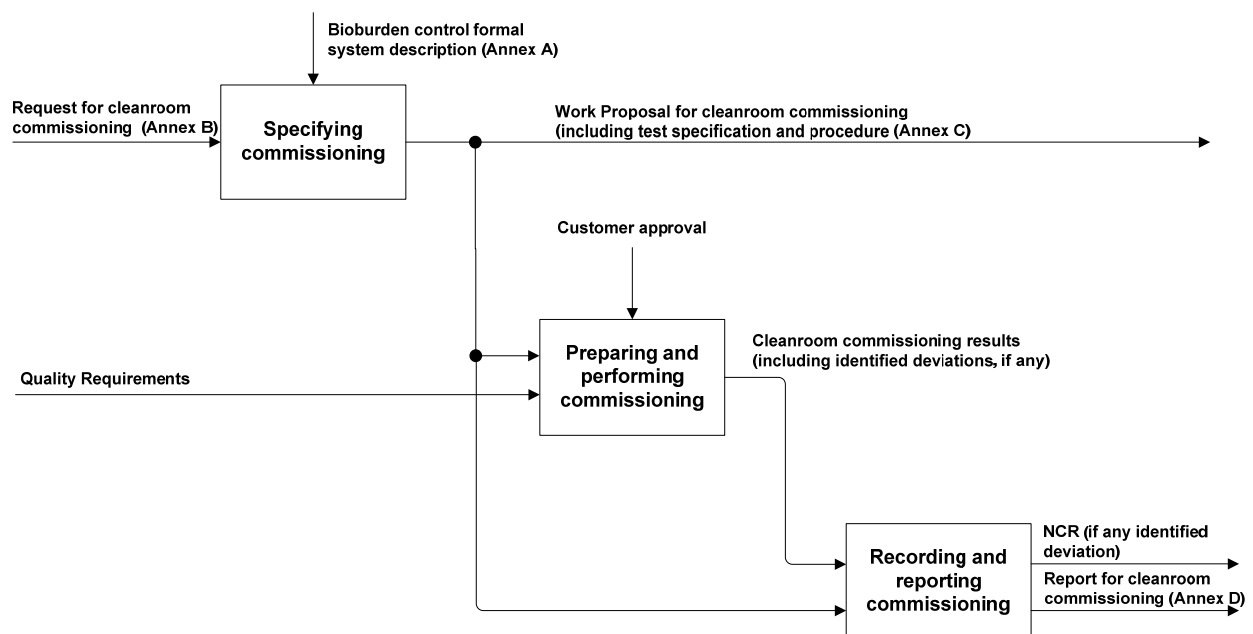 Bioburden control formal
system description (Annex A)
Request for cleanroom
commissioning (Annex B)
Specifying
commissioning
Work Proposal for cleanroom commissioning
(including test specification and procedure (Annex C)
Customer approval
Quality Requirements
Preparing and
performing
commissioning
Cleanroom commissioning results
(including identified deviations, if any)
Recording and
reporting
commissioning
NCR (if any identified
deviation)
Report for cleanroom
commissioning (Annex D)